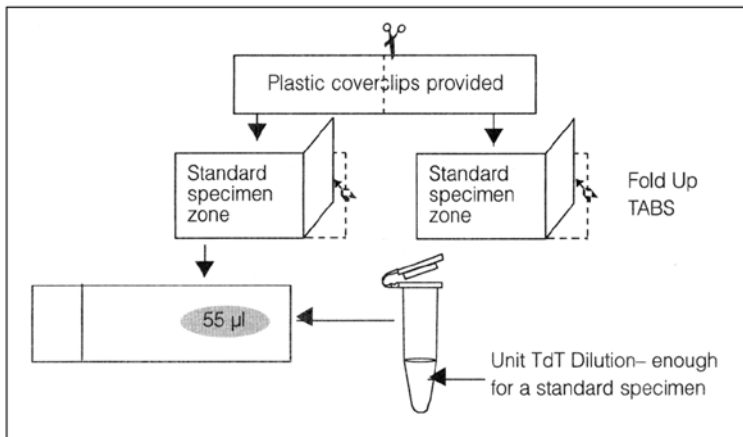 Plastic coverclips provided
Standard
specimen
zone
Standard
specimen
zone
Fold Up
TABS
55 µl
Unit TdT Dilution– enough
for a standard specimen